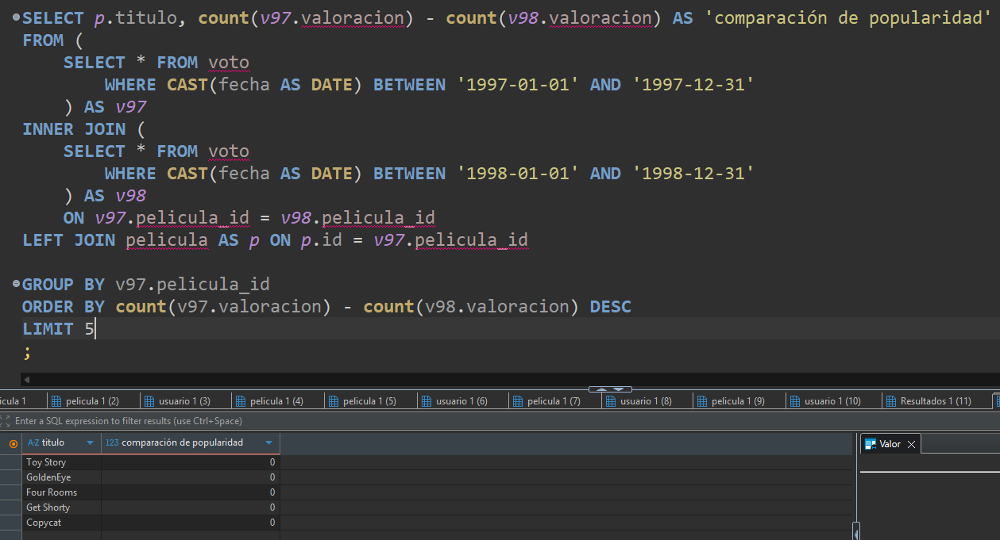 SELECT p.titulo, count(v97.valoracion) - count(v98.valoracion) AS 'comparación de popularidad'
FROM (
SELECT * FROM voto
WHERE CAST(fecha AS DATE) BETWEEN '1997-01-01' AND '1997-12-31'
) AS v97
INNER JOIN (
SELECT * FROM voto
WHERE CAST(fecha AS DATE) BETWEEN '1998-01-01' AND '1998-12-31'
) AS v98
ON v97.pelicula_id = v98.pelicula_id
LEFT JOIN pelicula AS p ON p.id = v97.pelicula_id
GROUP BY v97.pelicula_id
ORDER BY count(v97.valoracion) - count(v98.valoracion) DESC
LIMIT 5
;
icula 1 pelicula 1 (2) usuario 1 (3) pelicula 1 (4) pelicula 1 (5) usuario 1 (6) pelicula 1 (7) usuario 1 (8) pelicula 1 (9) usuario 1 (10) Resultados 1 (11)
Enter a SQL expression to filter results (use Ctrl+Space)
A-Z titulo 123 comparación de popularidad Valor
Toy Story 0
GoldenEye 0
Four Rooms 0
Get Shorty 0
Copycat 0